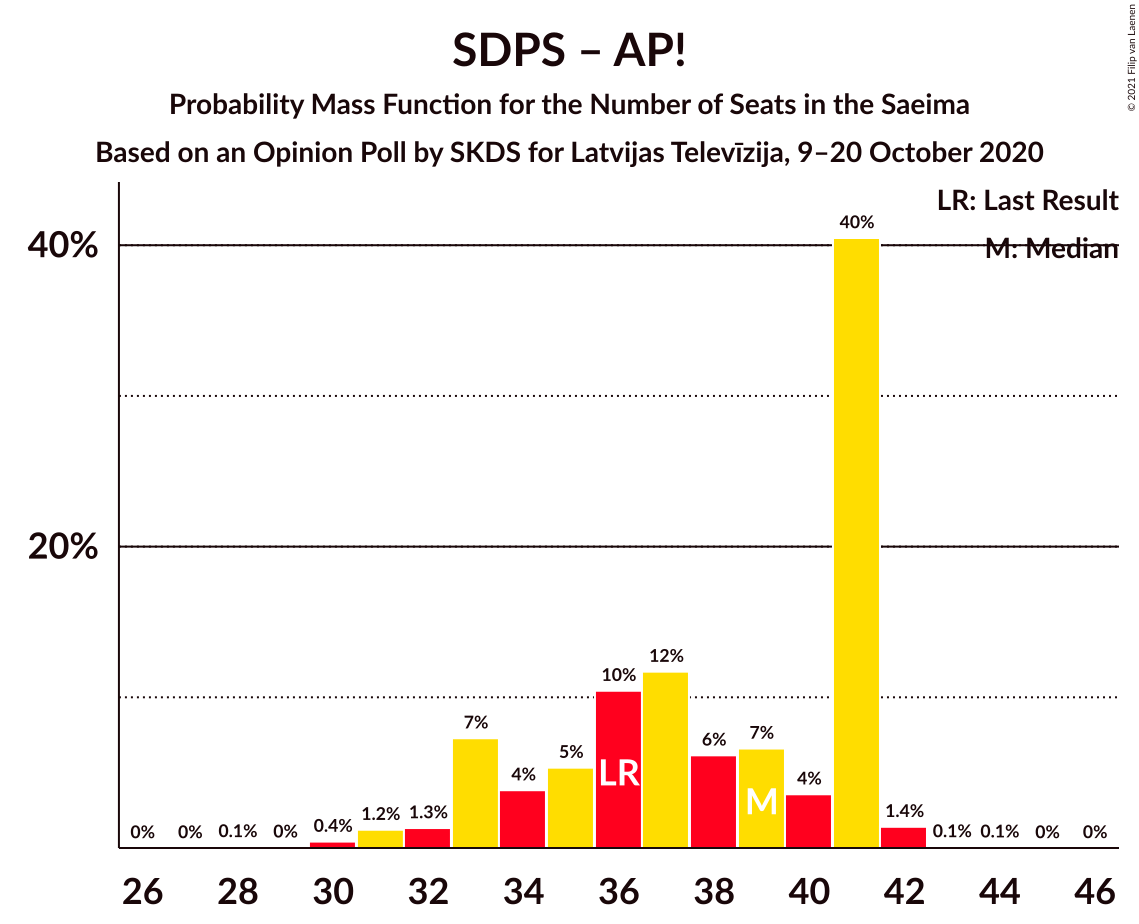 SDPS – AP!
Probability Mass Function for the Number of Seats in the Saeima
Based on an Opinion Poll by SKDS for Latvijas Televīzija, 9–20 October 2020
© 2021 Filip van Laenen
LR: Last Result
M: Median
40%
20%
0% 0% 0.1% 0% 0.4% 1.2% 1.3% 7% 4% 5% 10% 12% 6% 7% 4% 40% 1.4% 0.1% 0.1% 0% 0%
LR M
26 28 30 32 34 36 38 40 42 44 46